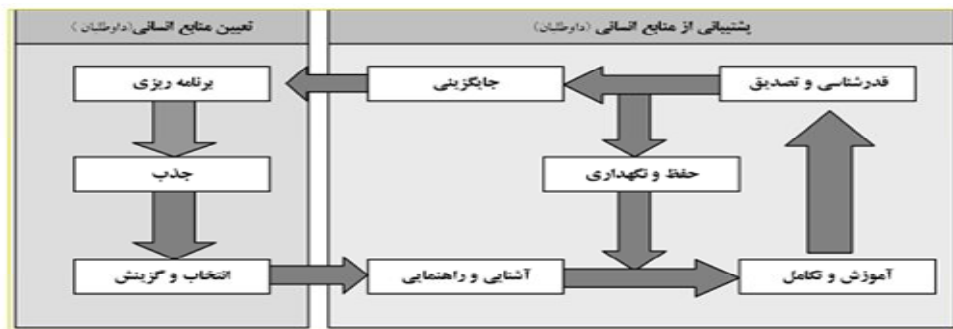 پشتیبانی از منابع انسانی (داوطلبان)
تعیین منابع انسانی(داوطلبان )
قدرشناسی و تصدیق
جایگزینی
برنامه ریزی
حفظ و نگهداری
جذب
آموزش و تکامل
آشنایی و راهنمایی
انتخاب و گزینش